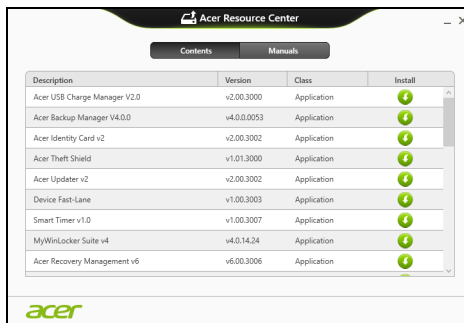 Acer Resource Center
Contents Manuals
Description Version Class Install
Acer USB Charge Manager V2.0 v2.00.3000 Application
Acer Backup Manager V4.0.0 v4.0.0.0053 Application
Acer Identity Card v2 v2.00.3002 Application
Acer Theft Shield v1.01.3000 Application
Acer Updater v2 v2.00.3002 Application
Device Fast-Lane v1.00.3003 Application
Smart Timer v1.0 v1.00.3007 Application
MyWinLocker Suite v4 v4.0.14.24 Application
Acer Recovery Management v6 v6.00.3006 Application
acer